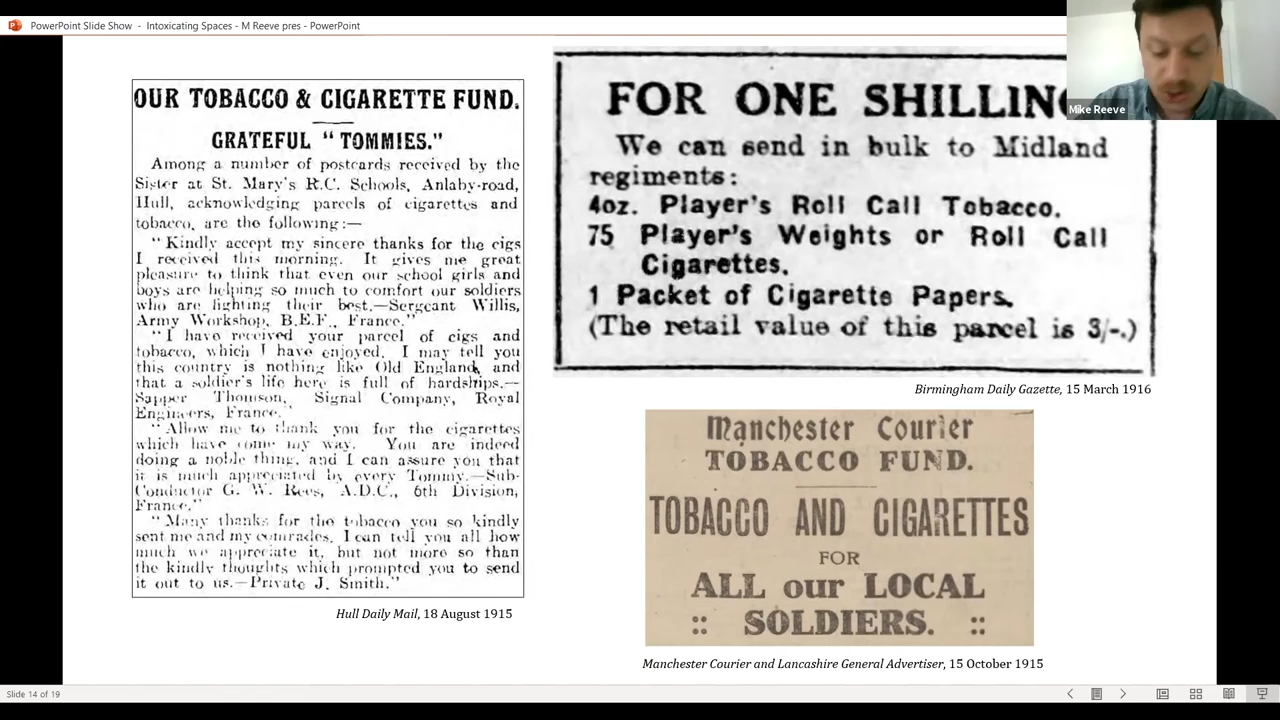 PowerPoint Slide Show - Intoxicating Spaces - M Reeve pres - PowerPoint
OUR TOBACCO & CIGARETTE FUND.
GRATEFUL "TOMMIES."
Among a number of postcards received by the
Sister at St. Mary's R.C. Schools, Anlaby-road,
Hull, acknowledging parcels of cigarettes and
tobacco, are the following:—
"Kindly accept my sincere thanks for the cigs
I received this morning. It gives me great
pleasure to think that even our school girls and
boys are helping so much to comfort our soldiers
who are fighting their best.—Sergeant Willis,
Army Workshop, B.E.F., France."
"I have received your parcel of cigs and
tobacco, which I have enjoyed. I may tell you
this country is nothing like Old England, and
that a soldier's life here is full of hardships.—
Sapper Thomson, Signal Company, Royal
Engineers, France."
"Allow me to thank you for the cigarettes
which have come my way. You are indeed
doing a noble thing, and I can assure you that
it is much appreciated by every Tommy.—Sub-
Conductor G. W. Rees, A.D.C., 6th Division,
France."
"Many thanks for the tobacco you so kindly
sent me and my comrades. I can tell you all how
much we appreciate it, but not more so than
the kindly thoughts which prompted you to send
it out to us.—Private J. Smith."
Hull Daily Mail, 18 August 1915
FOR ONE SHILLING
We can send in bulk to Midland
regiments:
4oz. Player's Roll Call Tobacco.
75 Player's Weights or Roll Call
Cigarettes.
1 Packet of Cigarette Papers.
(The retail value of this parcel is 3/-.)
Birmingham Daily Gazette, 15 March 1916
Manchester Courier
TOBACCO FUND.
TOBACCO AND CIGARETTES
FOR
ALL our LOCAL
:: SOLDIERS. ::
Manchester Courier and Lancashire General Advertiser, 15 October 1915
Mike Reeve
Slide 14 of 19